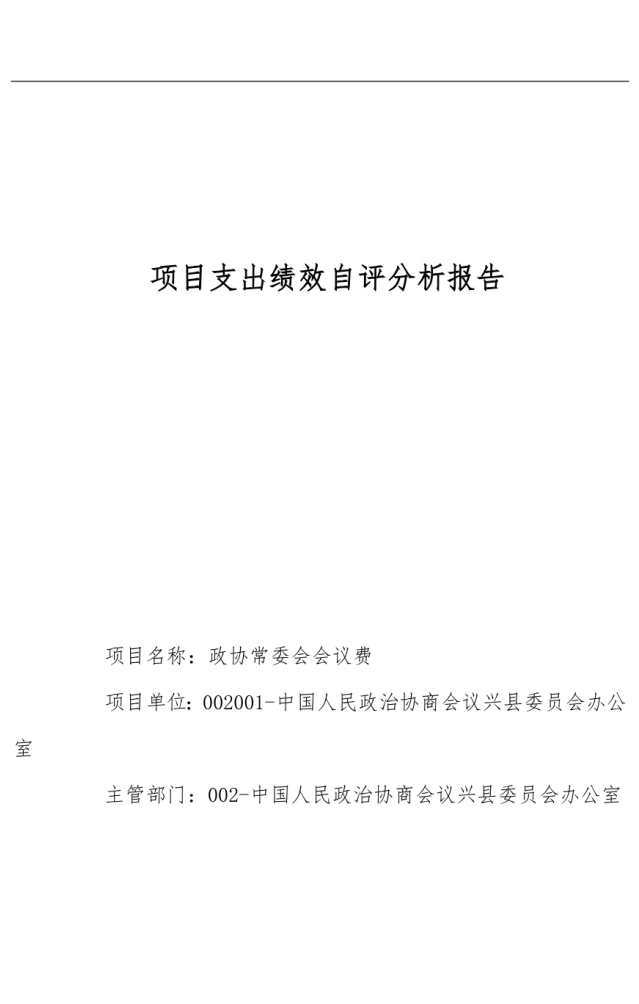 项目支出绩效自评分析报告
项目名称：政协常委会会议费
项目单位：002001-中国人民政治协商会议兴县委员会办公
室
主管部门：002-中国人民政治协商会议兴县委员会办公室